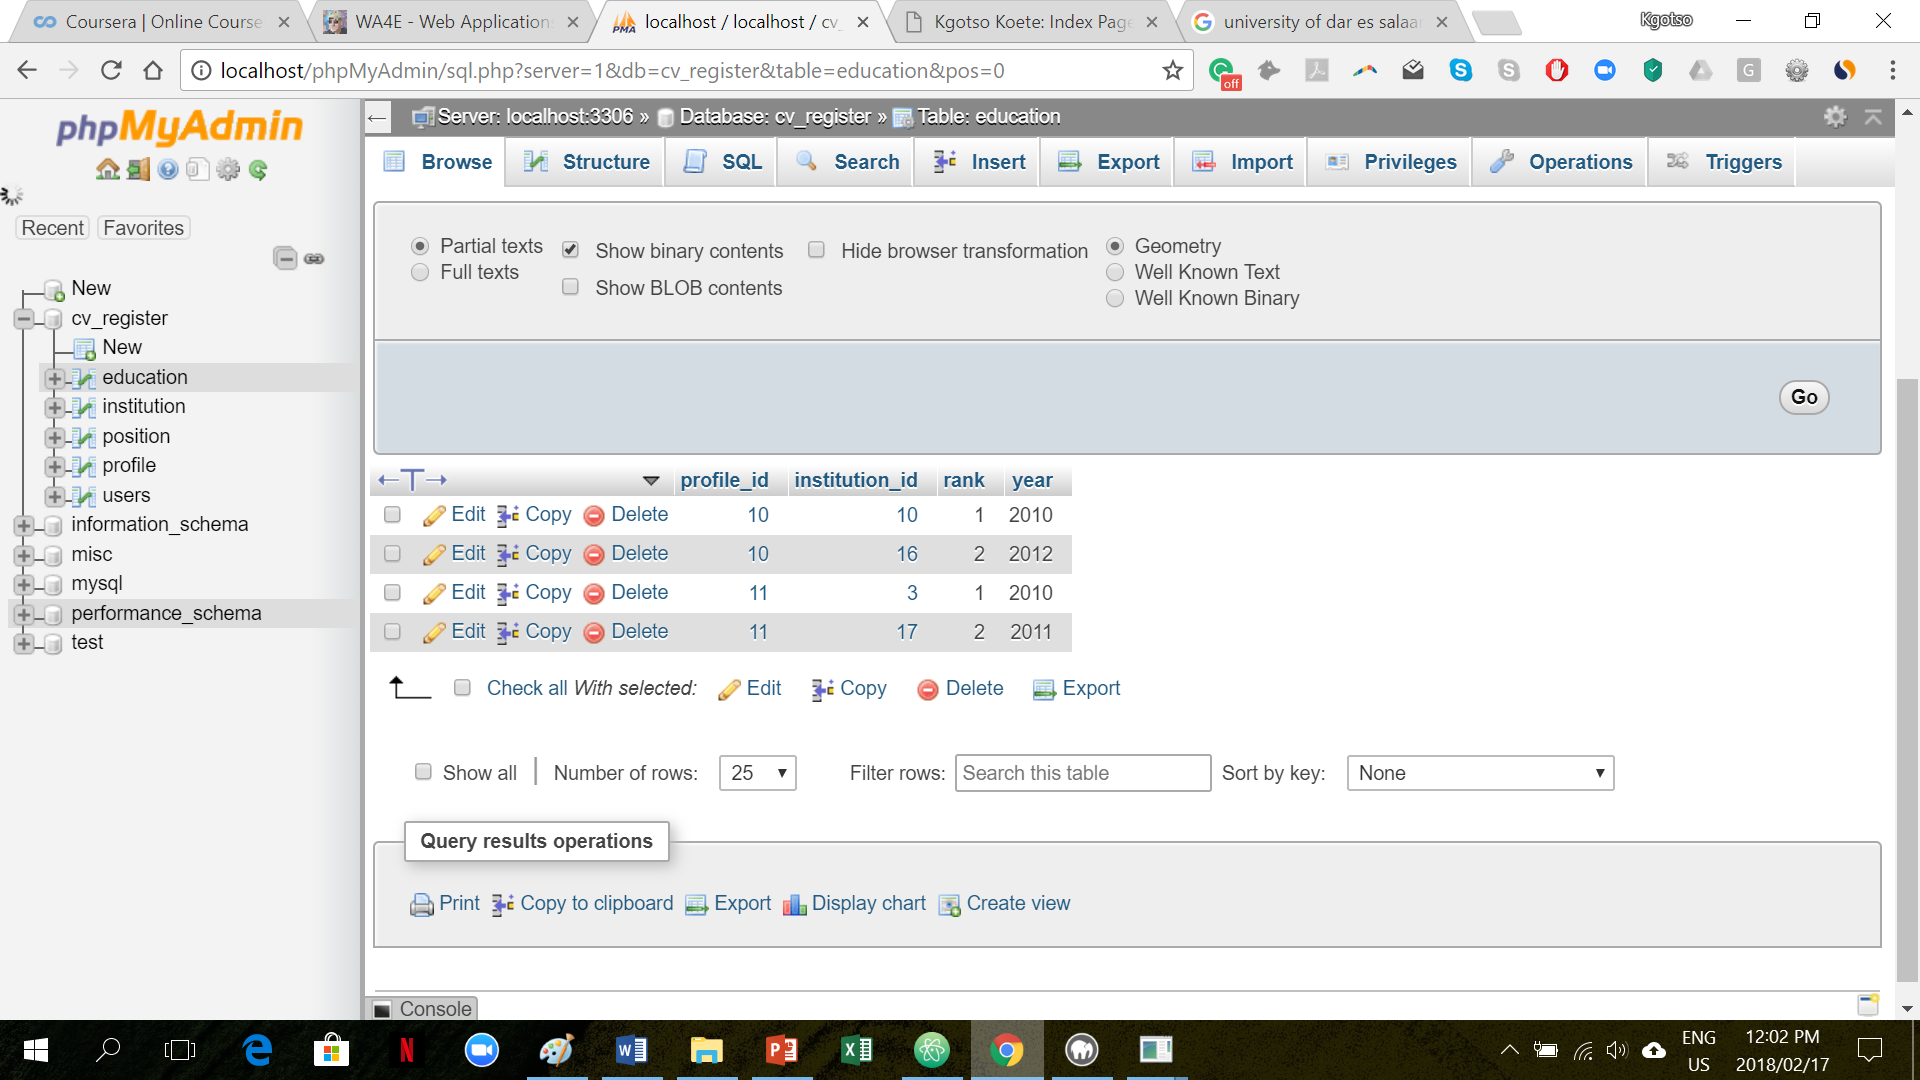 Coursera | Online Course
WA4E - Web Applications
localhost / localhost / cv_
Kgotso Koete: Index Page
university of dar es salaa
Kgotso
localhost/phpMyAdmin/sql.php?server=1&db=cv_register&table=education&pos=0
off
phpMyAdmin
Server: localhost:3306 » Database: cv_register » Table: education
Browse Structure SQL Search Insert Export Import Privileges Operations Triggers
Recent Favorites
New
cv_register
New
education
institution
position
profile
users
information_schema
misc
mysql
performance_schema
test
Partial texts
Full texts
Show binary contents
Show BLOB contents
Hide browser transformation
Geometry
Well Known Text
Well Known Binary
Go
←T→ profile_id institution_id rank year
Edit Copy Delete 10 10 1 2010
Edit Copy Delete 10 16 2 2012
Edit Copy Delete 11 3 1 2010
Edit Copy Delete 11 17 2 2011
Check all With selected: Edit Copy Delete Export
Show all Number of rows: 25 Filter rows: Search this table Sort by key: None
Query results operations
Print Copy to clipboard Export Display chart Create view
Console
ENG
US
12:02 PM
2018/02/17